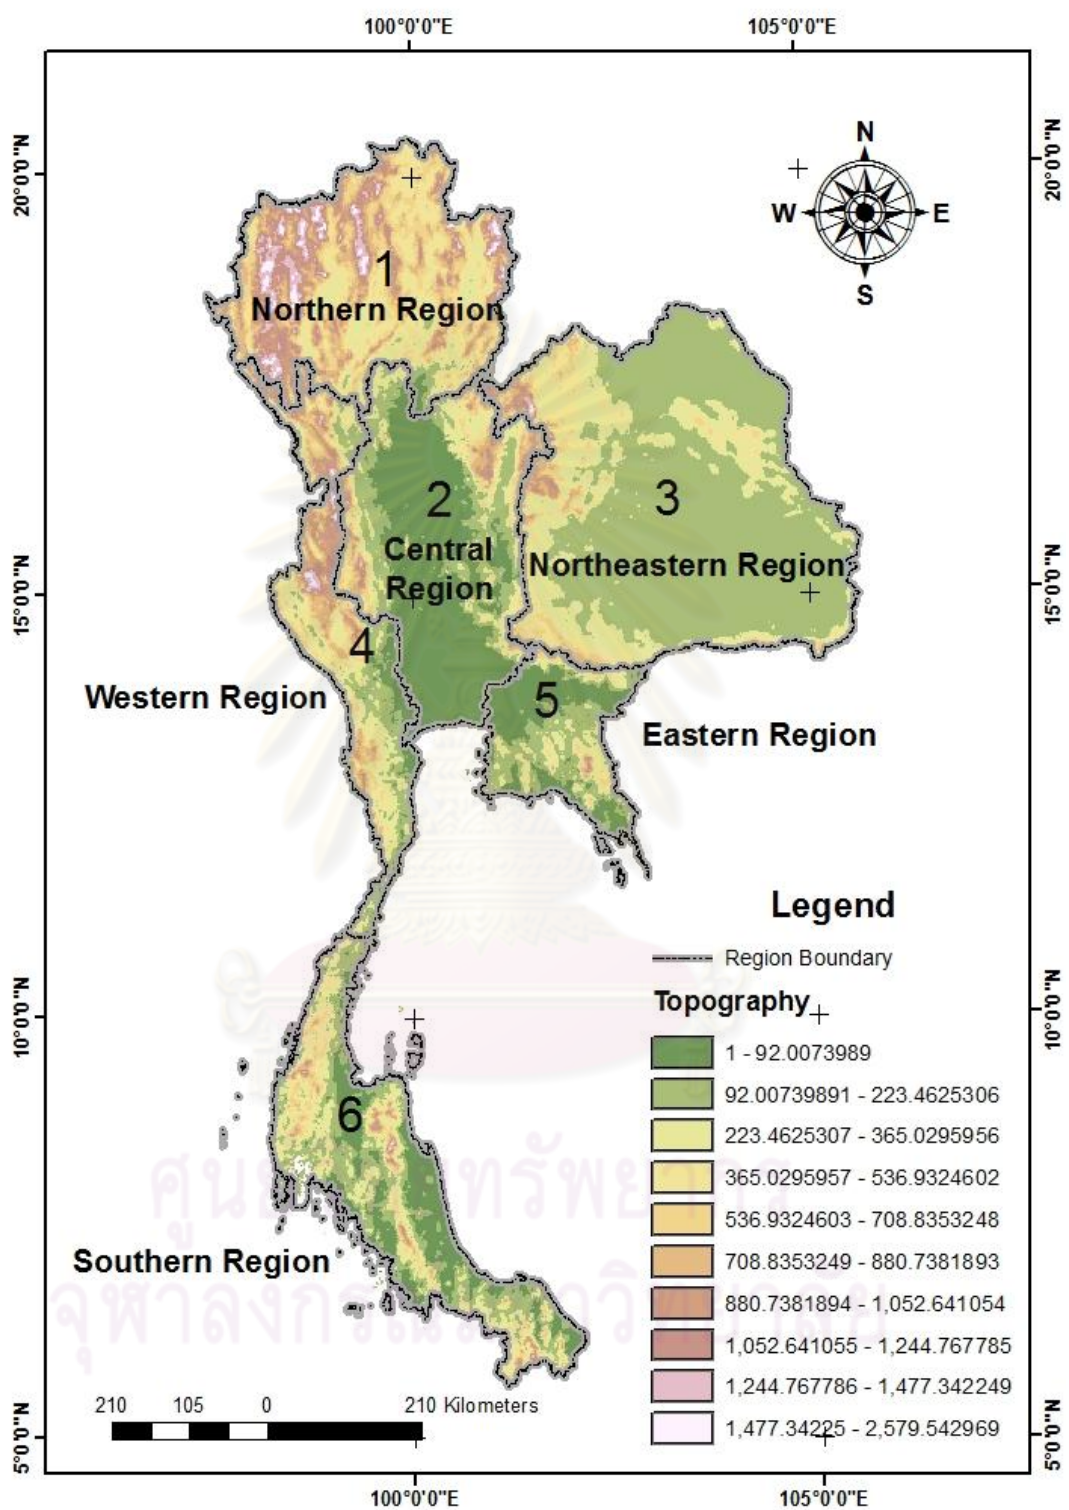 100°0'0"E 105°0'0"E
20°0'0"N 20°0'0"N
N
W E
S
1
Northern Region
2
Central
Region
3
Northeastern Region
15°0'0"N 15°0'0"N
4
Western Region
5
Eastern Region
Legend
Region Boundary
Topography
10°0'0"N 10°0'0"N
1 - 92.0073989
92.00739891 - 223.4625306
223.4625307 - 365.0295956
365.0295957 - 536.9324602
536.9324603 - 708.8353248
708.8353249 - 880.7381893
880.7381894 - 1,052.641054
1,052.641055 - 1,244.767785
1,244.767786 - 1,477.342249
1,477.34225 - 2,579.542969
6
Southern Region
210 105 0 210 Kilometers
5°0'0"N 5°0'0"N
100°0'0"E 105°0'0"E